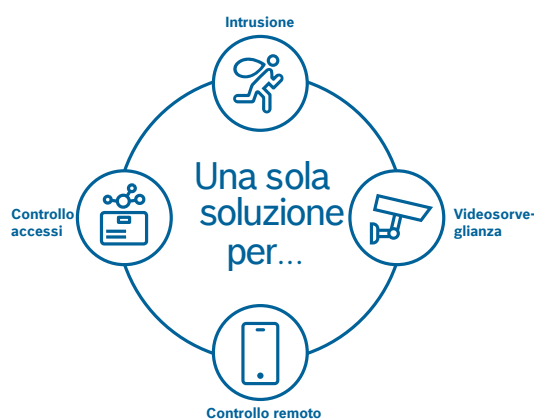 Intrusione
Una sola
soluzione
per...
Controllo
accessi
Videosorve-
glianza
Controllo remoto